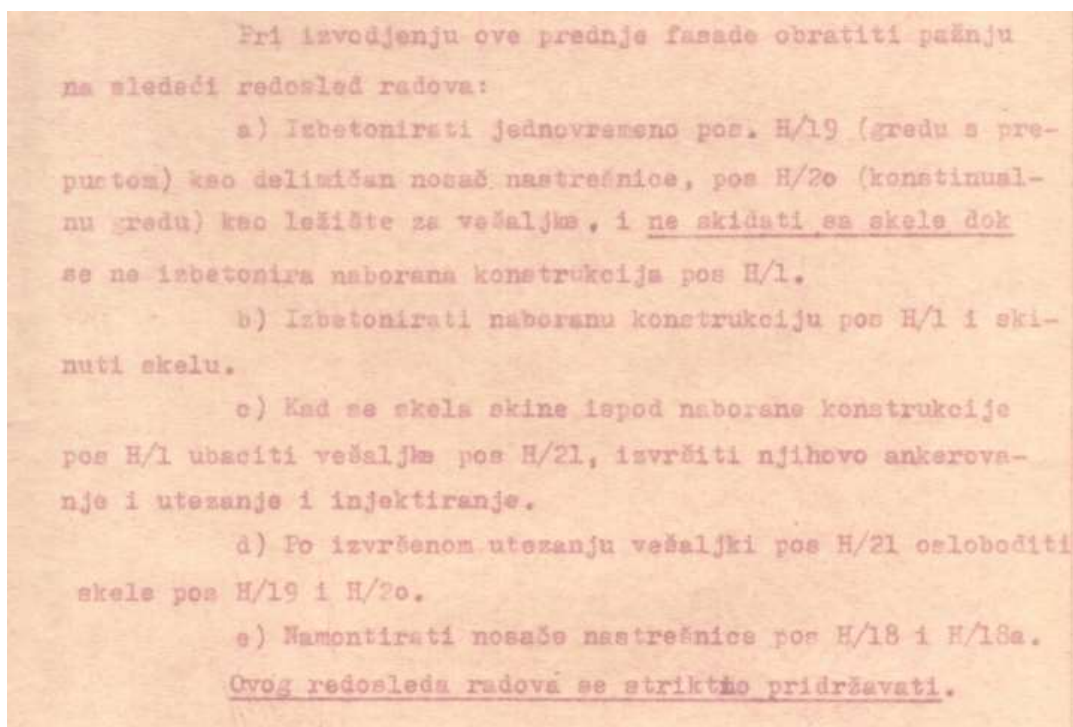 Pri izvodjenju ove prednje fasade obratiti pažnju
na sledeći redosled radova:
a) Izbetonirati jednovremeno pos. H/19 (gredu s pre-
pustom) kao delimičan nosač nastrešnice, pos H/2o (konstinual-
nu gredu) kao ležište za vešaljke, i ne skidati sa skele dok
se ne izbetonira naborana konstrukcija pos H/1.
b) Izbetonirati naboranu konstrukciju pos H/1 i ski-
nuti skelu.
c) Kad se skela skine ispod naborane konstrukcije
pos H/1 ubaciti vešaljke pos H/21, izvršiti njihovo ankerova-
nje i utezanje i injektiranje.
d) Po izvršenom utezanju vešaljki pos H/21 osloboditi
skele pos H/19 i H/2o.
e) Namontirati nosače nastrešnice pos H/18 i H/18a.
Ovog redosleda radova se striktno pridržavati.